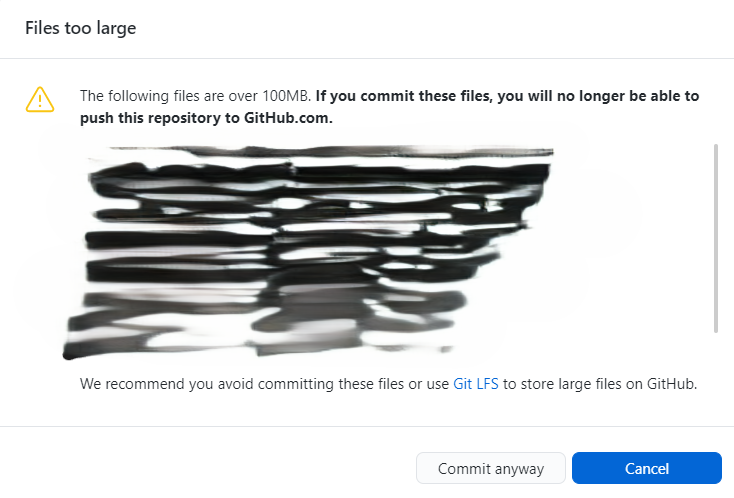 Files too large
The following files are over 100MB. If you commit these files, you will no longer be able to
push this repository to GitHub.com.
We recommend you avoid committing these files or use Git LFS to store large files on GitHub.
Commit anyway
Cancel